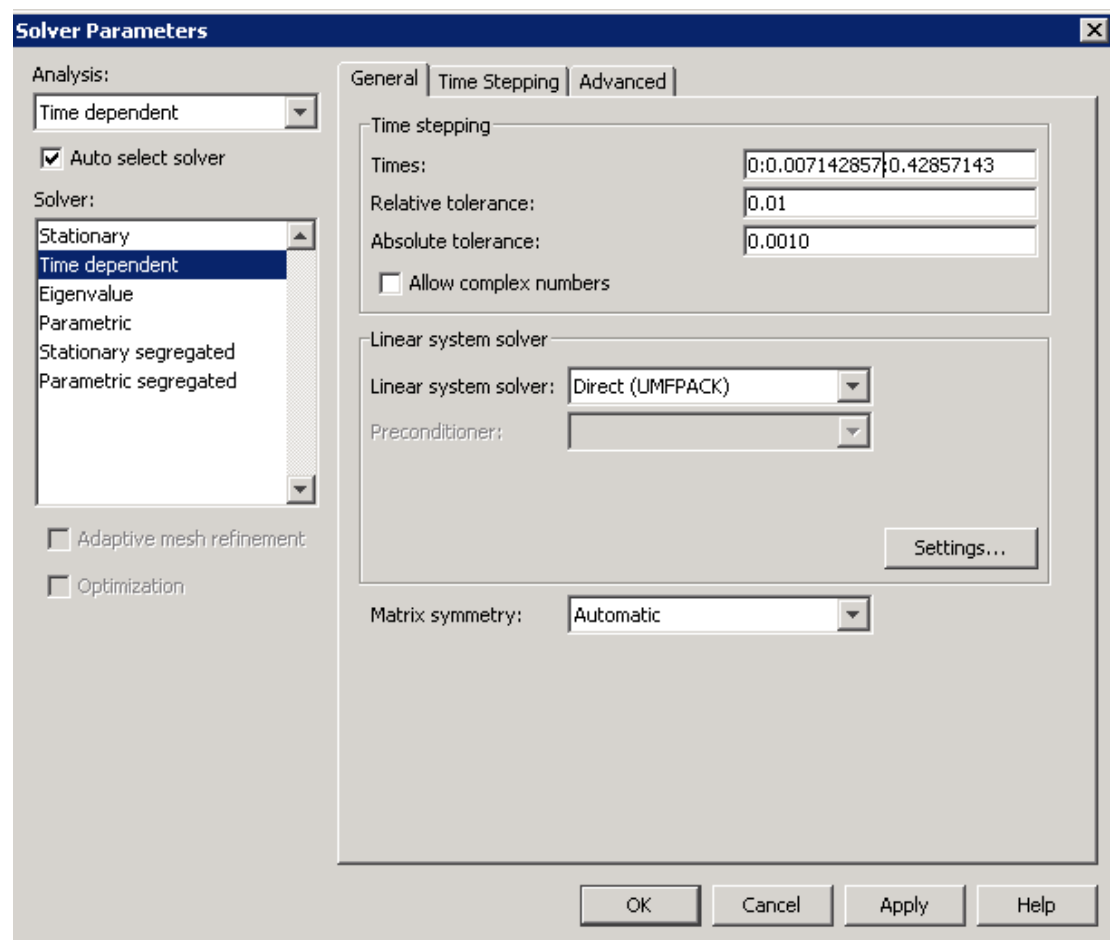 Solver Parameters
Analysis:
Time dependent
Auto select solver
Solver:
Stationary
Time dependent
Eigenvalue
Parametric
Stationary segregated
Parametric segregated
Adaptive mesh refinement
Optimization
General
Time Stepping
Advanced
Time stepping
Times: 0:0.007142857:0.42857143
Relative tolerance: 0.01
Absolute tolerance: 0.0010
Allow complex numbers
Linear system solver
Linear system solver: Direct (UMFPACK)
Preconditioner:
Settings...
Matrix symmetry: Automatic
OK
Cancel
Apply
Help